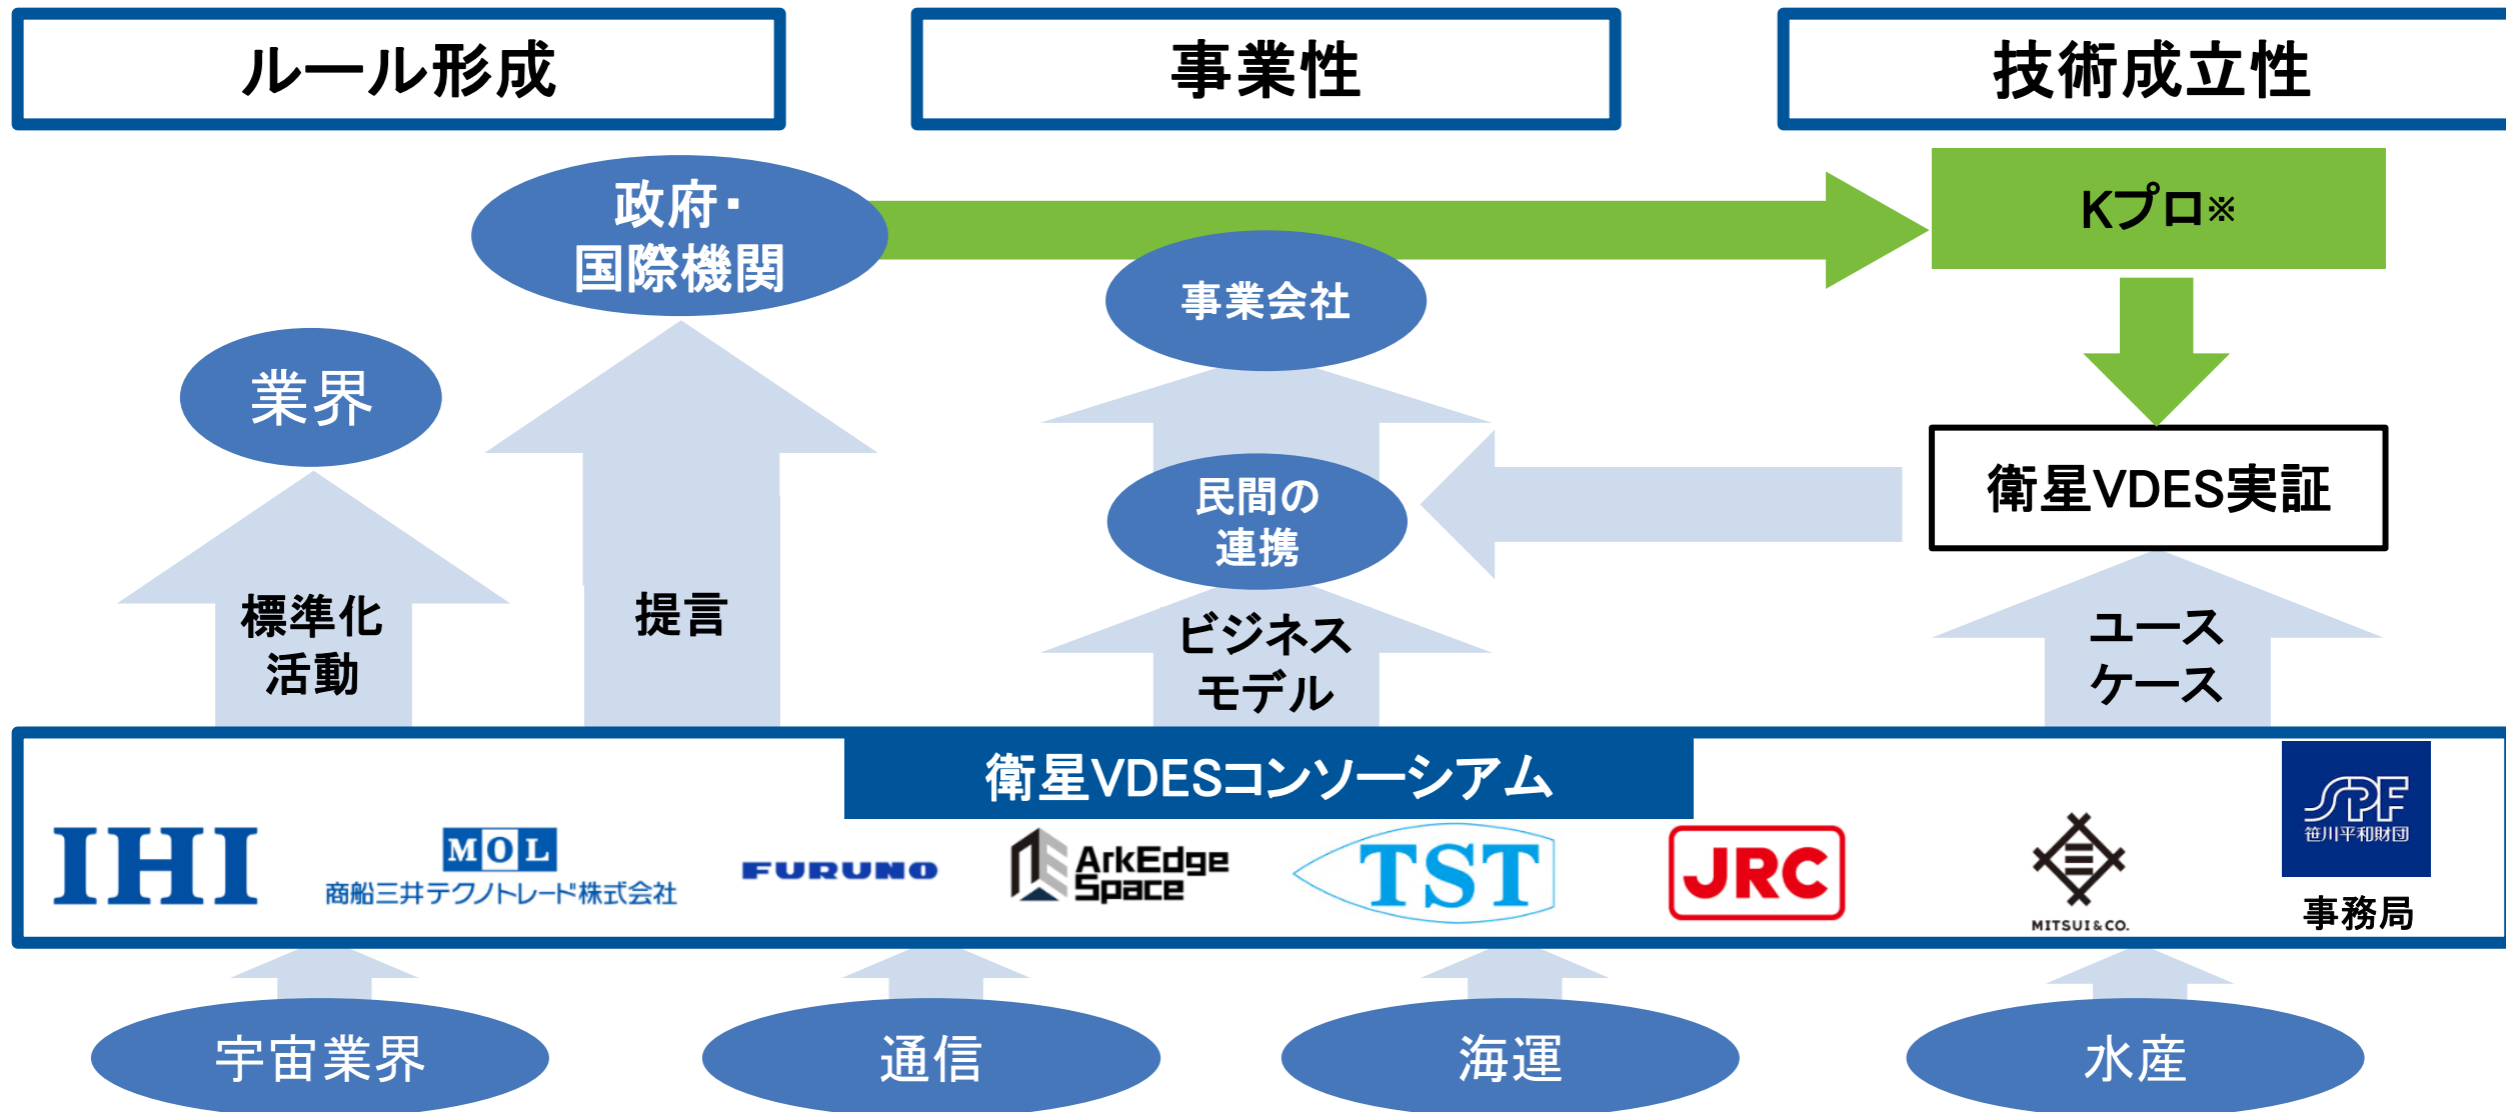 ルール形成
事業性
技術成立性
政府・
国際機関
Kプロ※
事業会社
業界
民間の
連携
衛星VDES実証
標準化
活動
提言
ビジネス
モデル
ユース
ケース
衛星VDESコンソーシアム
IHI
MOL
商船三井テクノトレード株式会社
FURUNO
ArkEdge
Space
TST
JRC
MITSUI & CO.
SPF
笹川平和財団
事務局
宇宙業界
通信
海運
水産